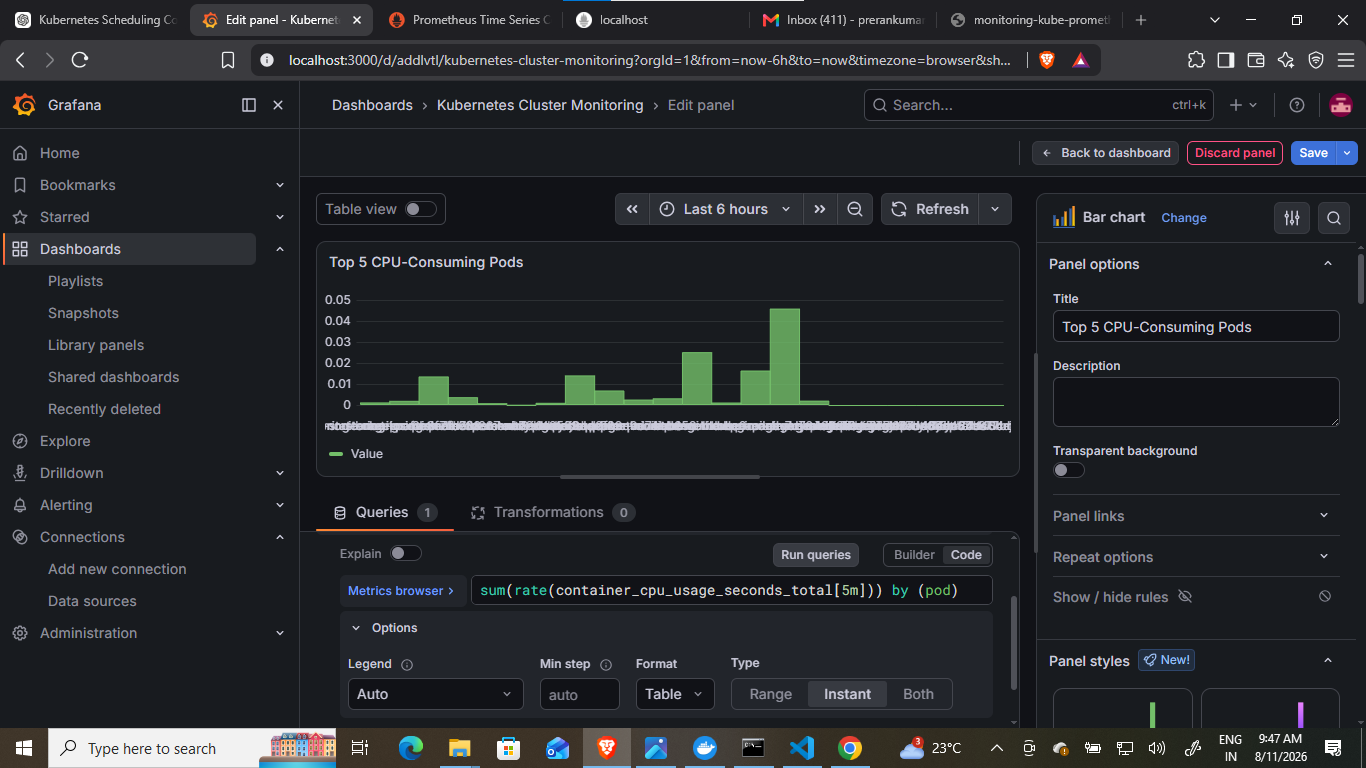 Kubernetes Scheduling Co
Edit panel - Kubernet
Prometheus Time Series C
localhost
Inbox (411) - prerankumar
monitoring-kube-prometh
localhost:3000/d/addlvtl/kubernetes-cluster-monitoring?orgId=1&from=now-6h&to=now&timezone=browser&sh...
Grafana
Dashboards › Kubernetes Cluster Monitoring › Edit panel
Search...
ctrl+k
Back to dashboard
Discard panel
Save
Home
Bookmarks
Starred
Dashboards
Playlists
Snapshots
Library panels
Shared dashboards
Recently deleted
Explore
Drilldown
Alerting
Connections
Add new connection
Data sources
Administration
Table view
Last 6 hours
Refresh
Top 5 CPU-Consuming Pods
0.05
0.04
0.03
0.02
0.01
0
Value
Queries 1
Transformations 0
Explain
Run queries
Builder
Code
Metrics browser >
sum(rate(container_cpu_usage_seconds_total[5m])) by (pod)
Options
Legend
Min step
Format
Type
Auto
auto
Table
Range
Instant
Both
Bar chart
Change
Panel options
Title
Top 5 CPU-Consuming Pods
Description
Transparent background
Panel links
Repeat options
Show / hide rules
Panel styles
New!
Type here to search
3
23°C
ENG
IN
9:47 AM
8/11/2026